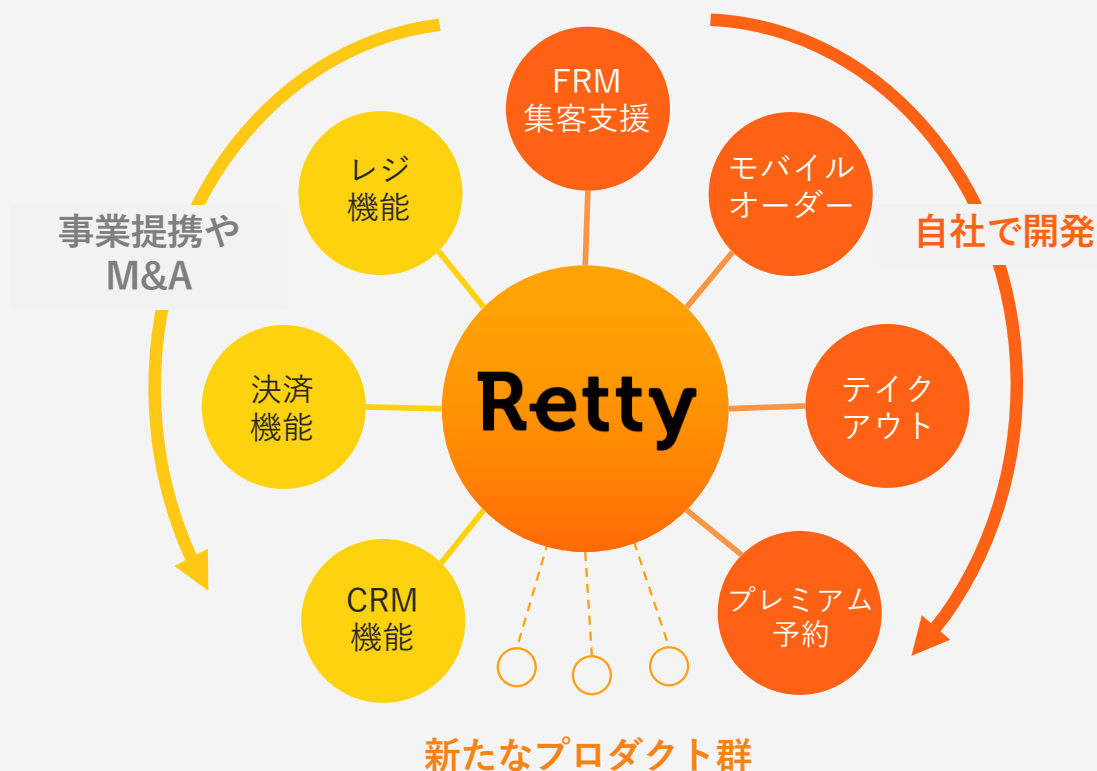 FRM
集客支援
レジ
機能
モバイル
オーダー
事業提携や
M&A
自社で開発
Retty
決済
機能
テイク
アウト
CRM
機能
プレミアム
予約
新たなプロダクト群